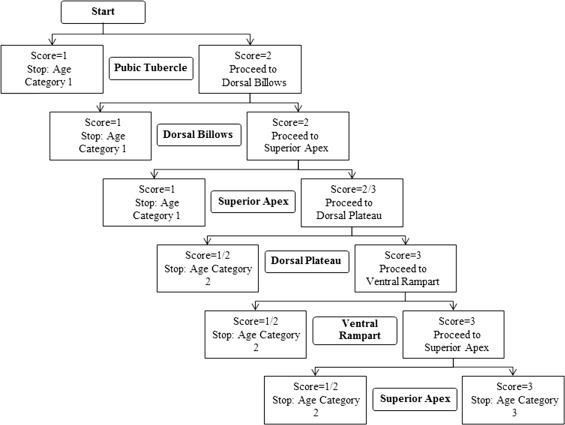 Start
Score=1
Stop: Age
Category 1
Pubic Tubercle
Score=2
Proceed to
Dorsal Billows
Score=1
Stop: Age
Category 1
Dorsal Billows
Score=2
Proceed to
Superior Apex
Score=1
Stop: Age
Category 1
Superior Apex
Score=2/3
Proceed to
Dorsal Plateau
Score=1/2
Stop: Age Category
2
Dorsal Plateau
Score=3
Proceed to
Ventral Rampart
Score=1/2
Stop: Age Category
2
Ventral
Rampart
Score=3
Proceed to
Superior Apex
Score=1/2
Stop: Age Category
2
Superior Apex
Score=3
Stop: Age Category
3